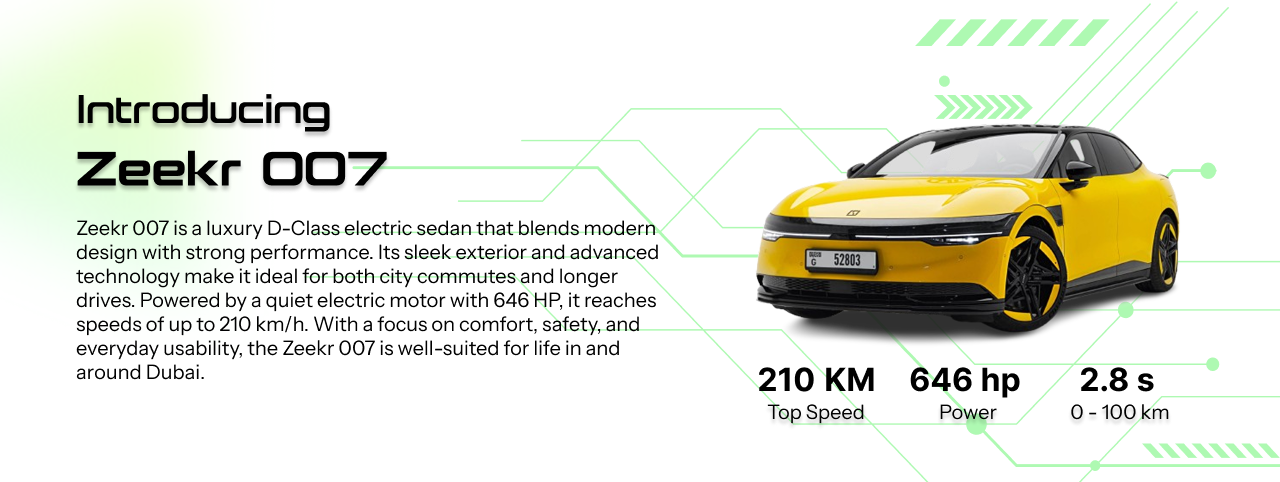 Introducing
Zeekr 007
Zeekr 007 is a luxury D-Class electric sedan that blends modern
design with strong performance. Its sleek exterior and advanced
technology make it ideal for both city commutes and longer
drives. Powered by a quiet electric motor with 646 HP, it reaches
speeds of up to 210 km/h. With a focus on comfort, safety, and
everyday usability, the Zeekr 007 is well-suited for life in and
around Dubai.
G 52803
210 KM 646 hp 2.8 s
Top Speed Power 0 - 100 km